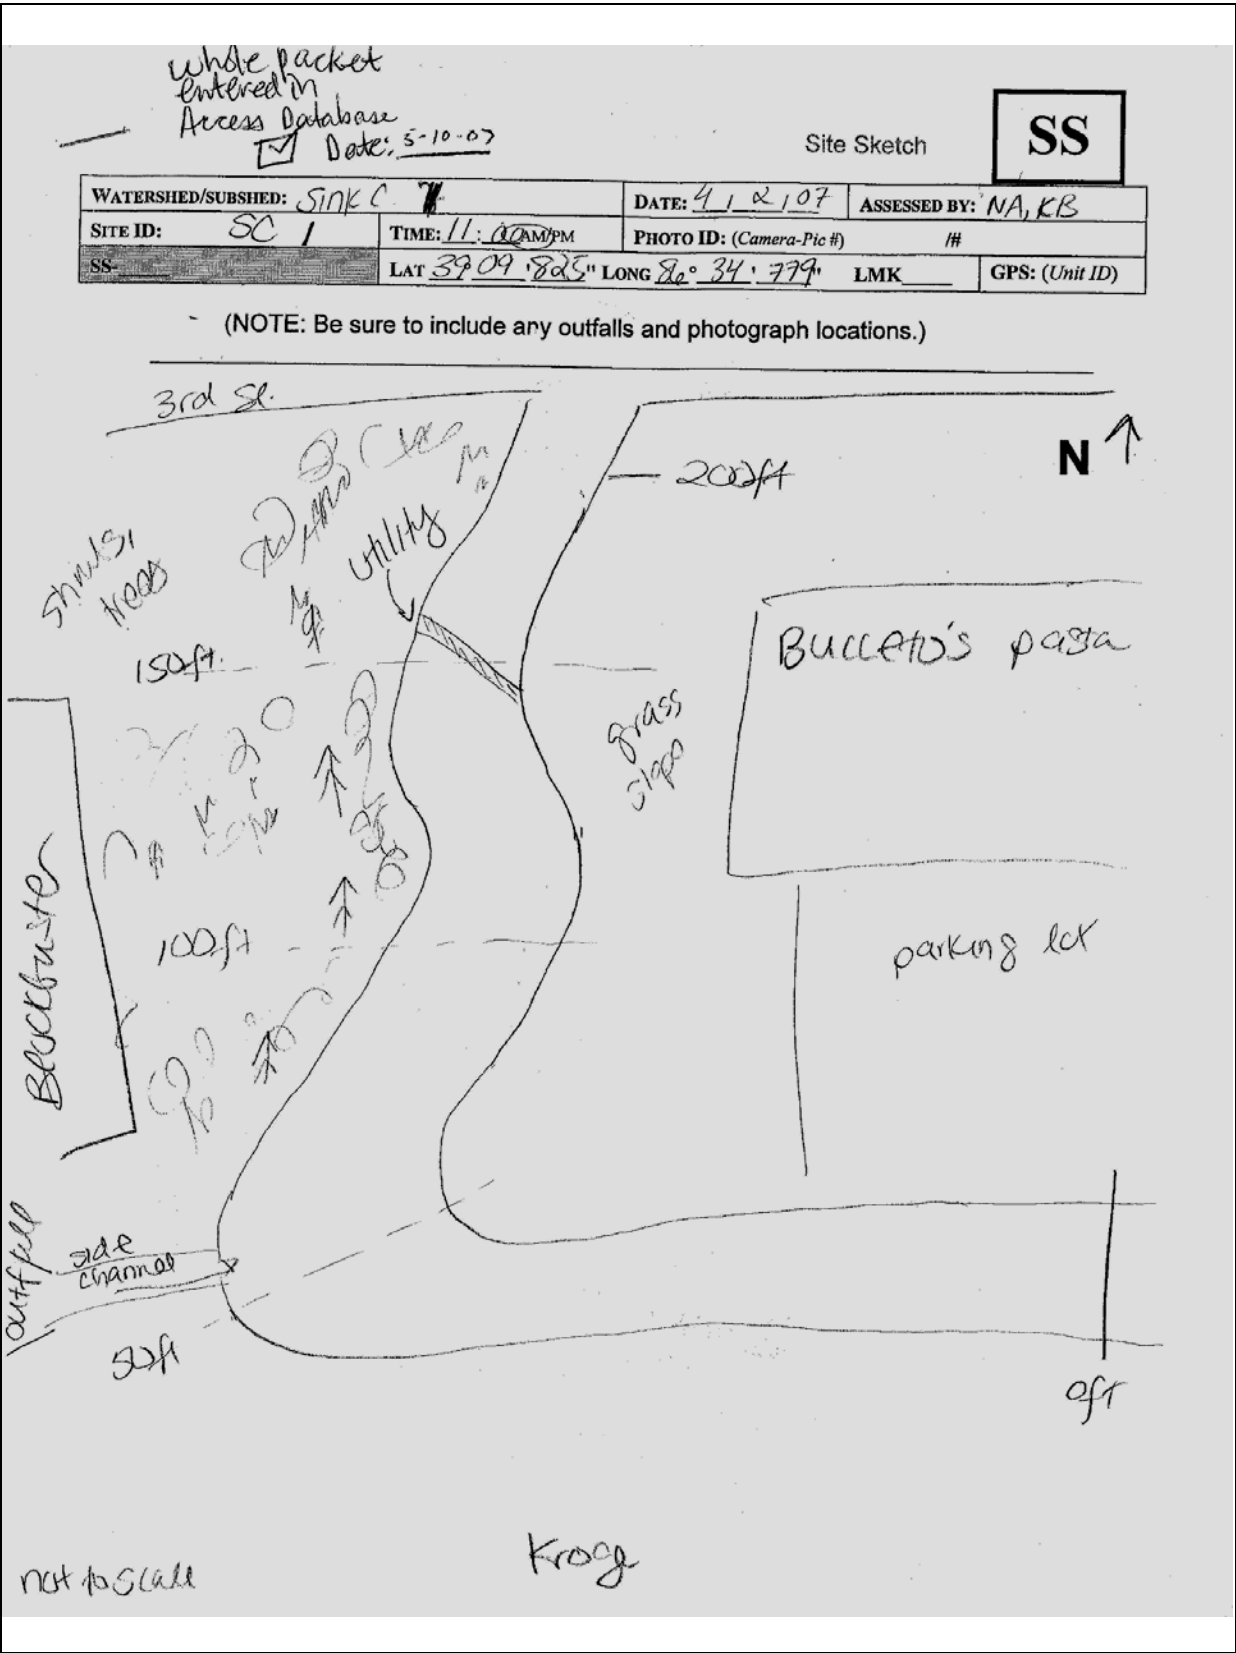 whole packet
entered in
Access Database
Date: 5-10-07
Site Sketch
SS
WATERSHED/SUBSHED: Sink C
DATE: 4 / 2 / 07
ASSESSED BY: NA, KB
SITE ID: SC 1
TIME: 11 : 00 AM/PM
PHOTO ID: (Camera-Pic #) /#
SS-
LAT 39 09 '825" LONG 86° 34 ' 779"
LMK
GPS: (Unit ID)
(NOTE: Be sure to include any outfalls and photograph locations.)
3rd St.
N
200ft
utility
shrubs,
trees
150ft.
Bucceto's pasta
grass
slope
Blockbuster
100ft
parking lot
outfall
side
channel
50ft
0ft
Kroge
not to scale